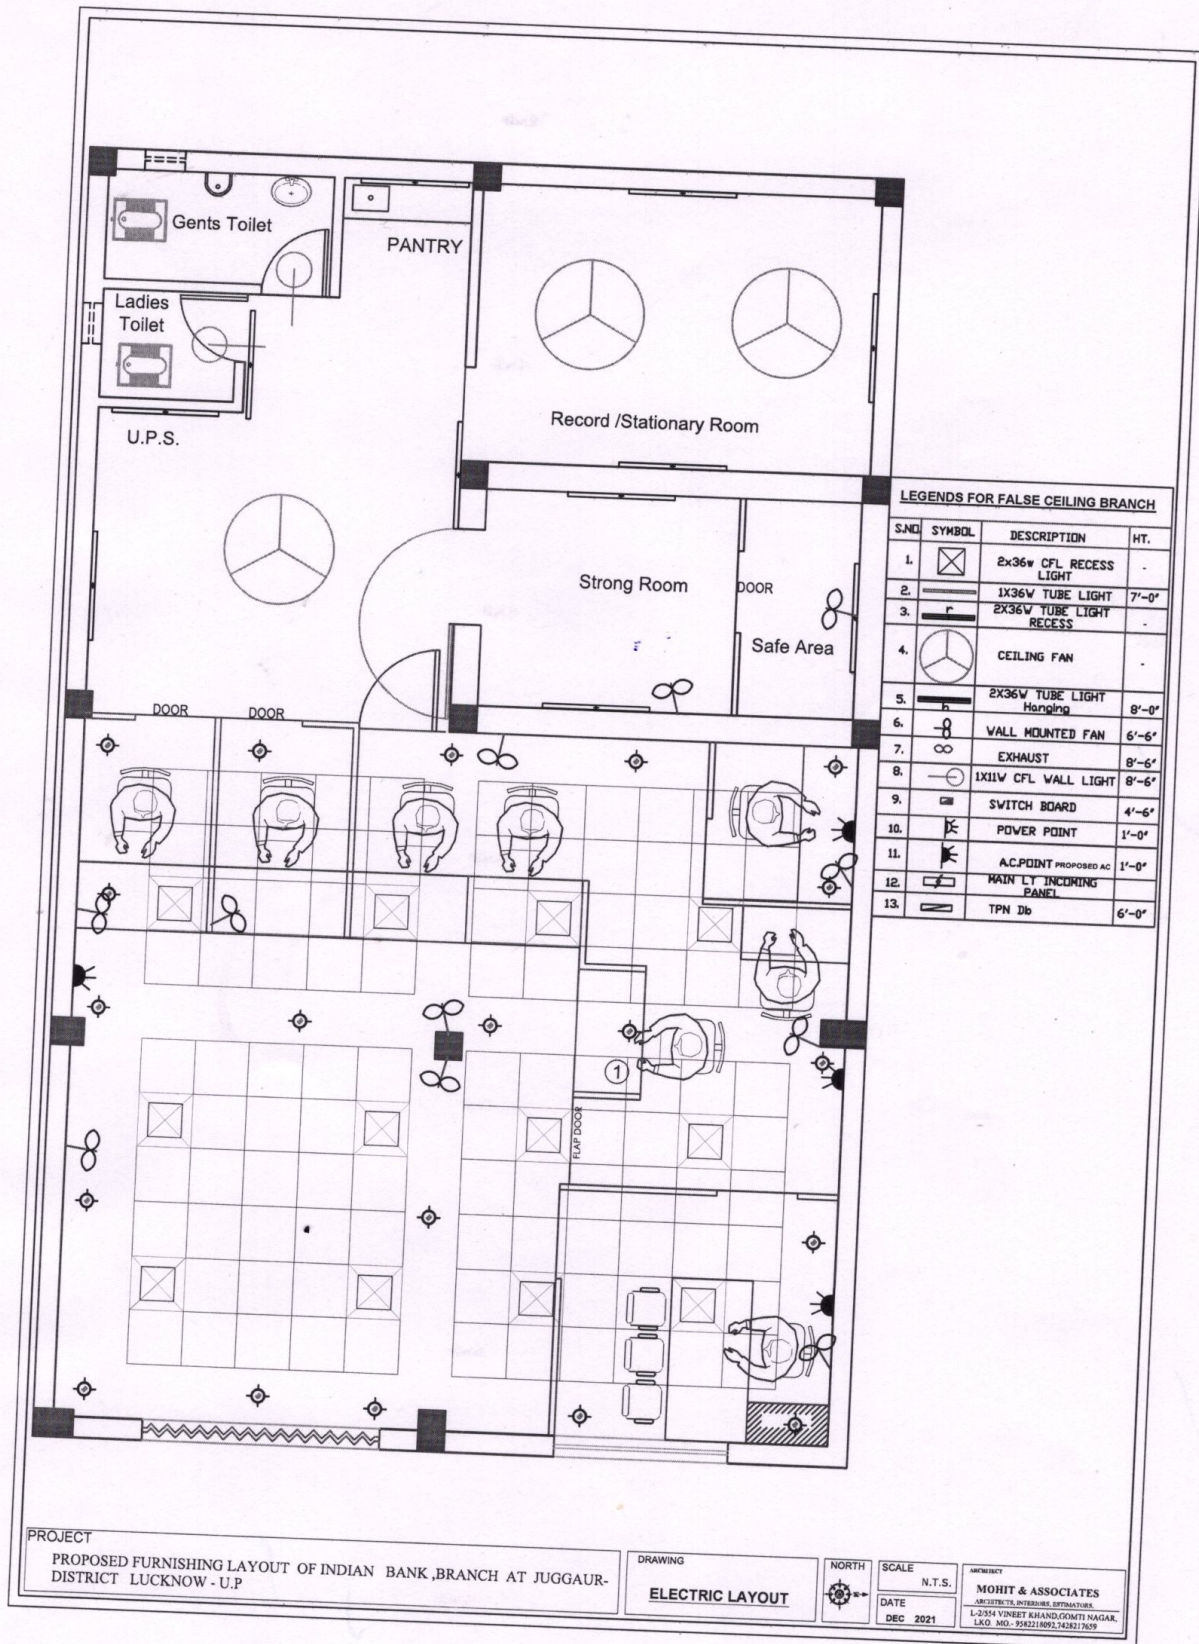 Gents Toilet
PANTRY
Ladies
Toilet
Record /Stationary Room
U.P.S.
Strong Room
DOOR
Safe Area
DOOR
DOOR
1
FLAP DOOR
LEGENDS FOR FALSE CEILING BRANCH
S.NO. SYMBOL DESCRIPTION HT.
1. 2x36w CFL RECESS
LIGHT -
2. 1X36W TUBE LIGHT 7'-0"
3. r 2X36W TUBE LIGHT
RECESS -
4. CEILING FAN -
5. h 2X36W TUBE LIGHT
Hanging 8'-0"
6. WALL MOUNTED FAN 6'-6"
7. EXHAUST 8'-6"
8. 1X11W CFL WALL LIGHT 8'-6"
9. SWITCH BOARD 4'-6"
10. POWER POINT 1'-0"
11. A.C.POINT PROPOSED AC 1'-0"
12. MAIN LT INCOMING
PANEL
13. TPN Db 6'-0"
PROJECT
PROPOSED FURNISHING LAYOUT OF INDIAN BANK ,BRANCH AT JUGGAUR-
DISTRICT LUCKNOW - U.P
DRAWING
ELECTRIC LAYOUT
NORTH
SCALE
N.T.S.
DATE
DEC 2021
ARCHITECT
MOHIT & ASSOCIATES
ARCHITECTS, INTERIORS, ESTIMATORS.
L-2/554 VINEET KHAND,GOMTI NAGAR,
LKO. MO.- 9582218092,7428217659